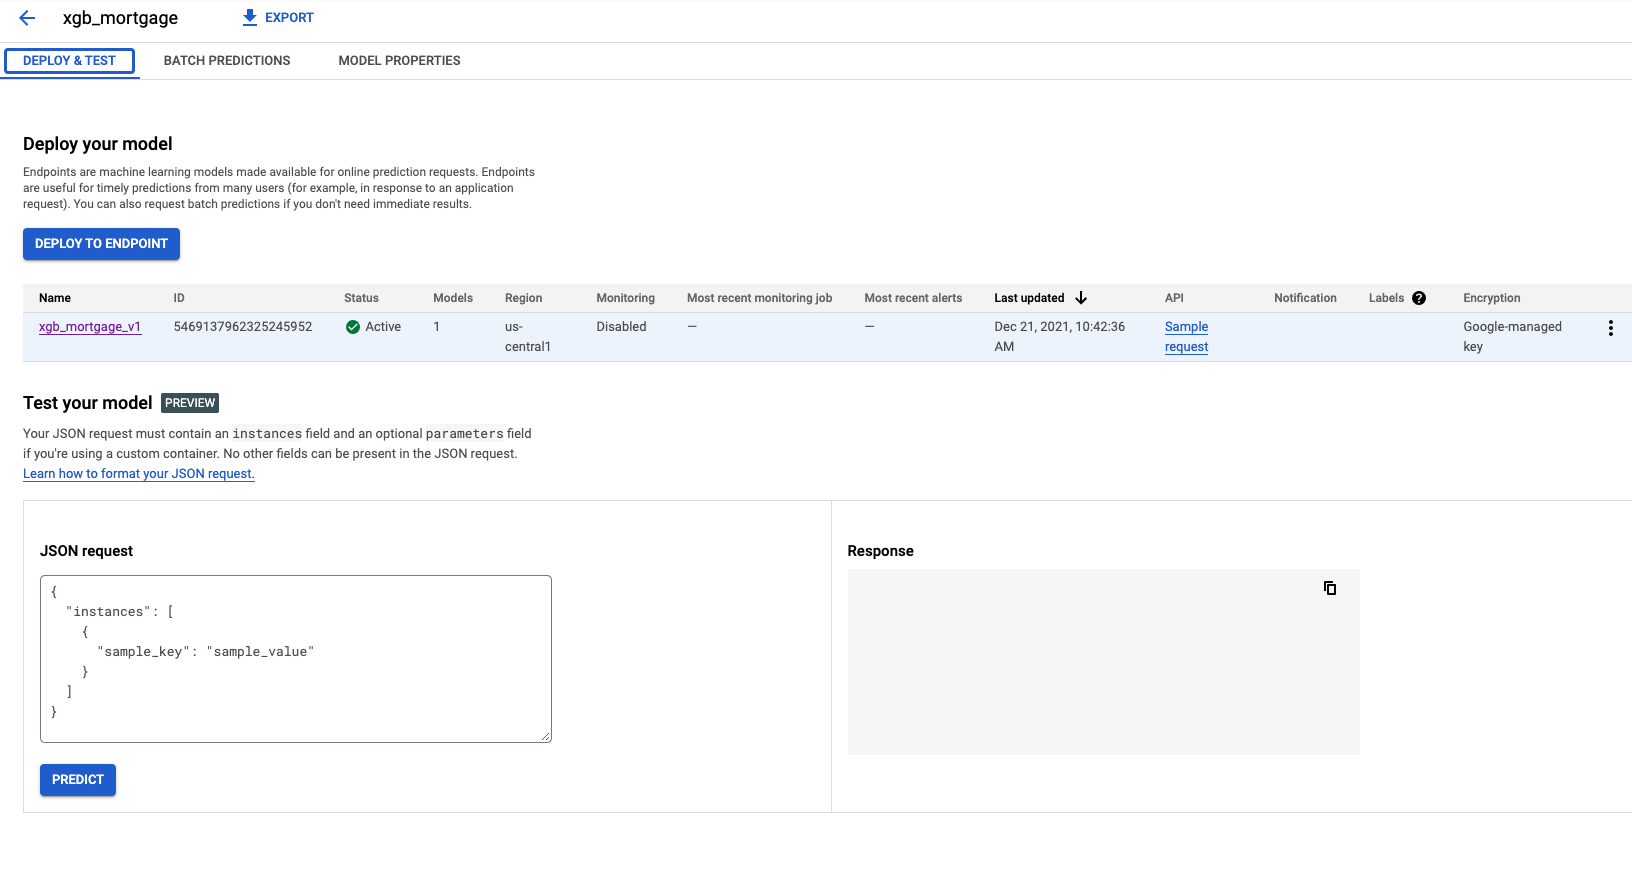 xgb_mortgage
EXPORT
DEPLOY & TEST
BATCH PREDICTIONS
MODEL PROPERTIES
Deploy your model
Endpoints are machine learning models made available for online prediction requests. Endpoints
are useful for timely predictions from many users (for example, in response to an application
request). You can also request batch predictions if you don't need immediate results.
DEPLOY TO ENDPOINT
Name ID Status Models Region Monitoring Most recent monitoring job Most recent alerts Last updated API Notification Labels ? Encryption
xgb_mortgage_v1 5469137962325245952 Active 1 us- Disabled — — Dec 21, 2021, 10:42:36 Sample Google-managed
central1 AM request key
Test your model PREVIEW
Your JSON request must contain an instances field and an optional parameters field
if you're using a custom container. No other fields can be present in the JSON request.
Learn how to format your JSON request.
JSON request
{
"instances": [
{
"sample_key": "sample_value"
}
]
}
PREDICT
Response